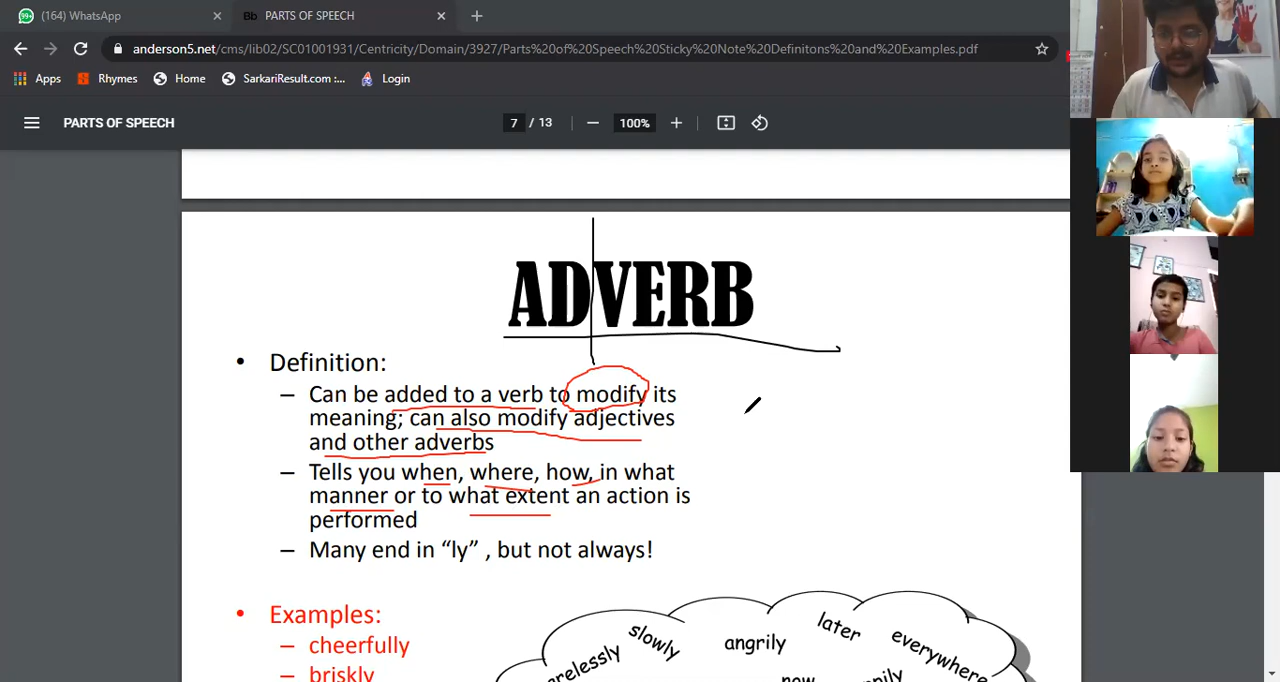 99+ (164) WhatsApp
Bb PARTS OF SPEECH
anderson5.net/cms/lib02/SC01001931/Centricity/Domain/3927/Parts%20of%20Speech%20Sticky%20Note%20Definitons%20and%20Examples.pdf
Apps Rhymes Home SarkariResult.com :... Login
PARTS OF SPEECH 7 / 13 100%
ADVERB
• Definition:
– Can be added to a verb to modify its
meaning; can also modify adjectives
and other adverbs
– Tells you when, where, how, in what
manner or to what extent an action is
performed
– Many end in “ly” , but not always!
• Examples:
– cheerfully
– briskly
slowly
angrily
later
everywhere